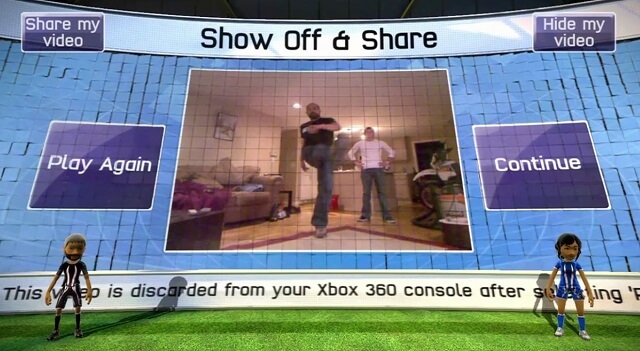 Share my
video
Show Off & Share
Hide my
video
Play Again
Continue
This video is discarded from your Xbox 360 console after